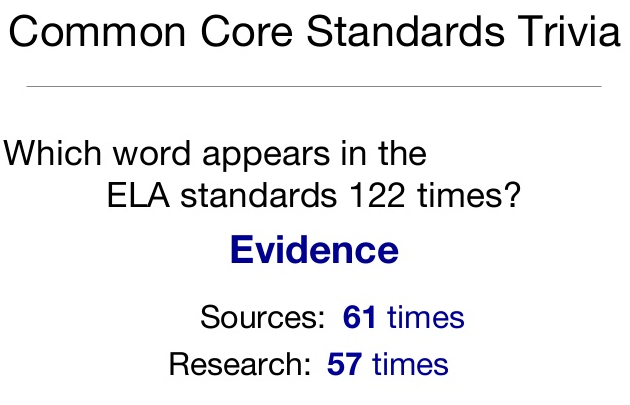 Common Core Standards Trivia
Which word appears in the
ELA standards 122 times?
Evidence
Sources: 61 times
Research: 57 times